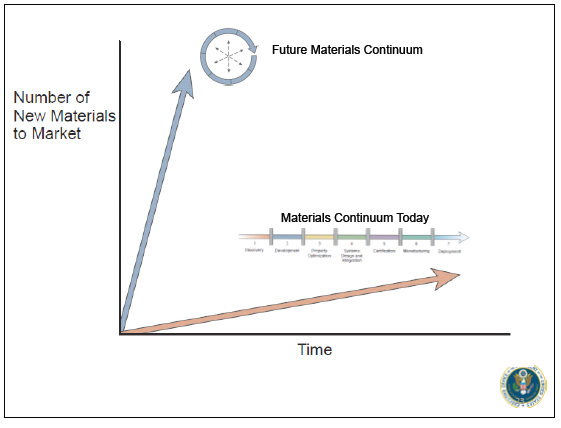 Future Materials Continuum
Number of
New Materials
to Market
Materials Continuum Today
1 2 3 4 5 6 7
Discovery Development Property Systems Certification Manufacturing Deployment
Optimization Design and
Integration
Time